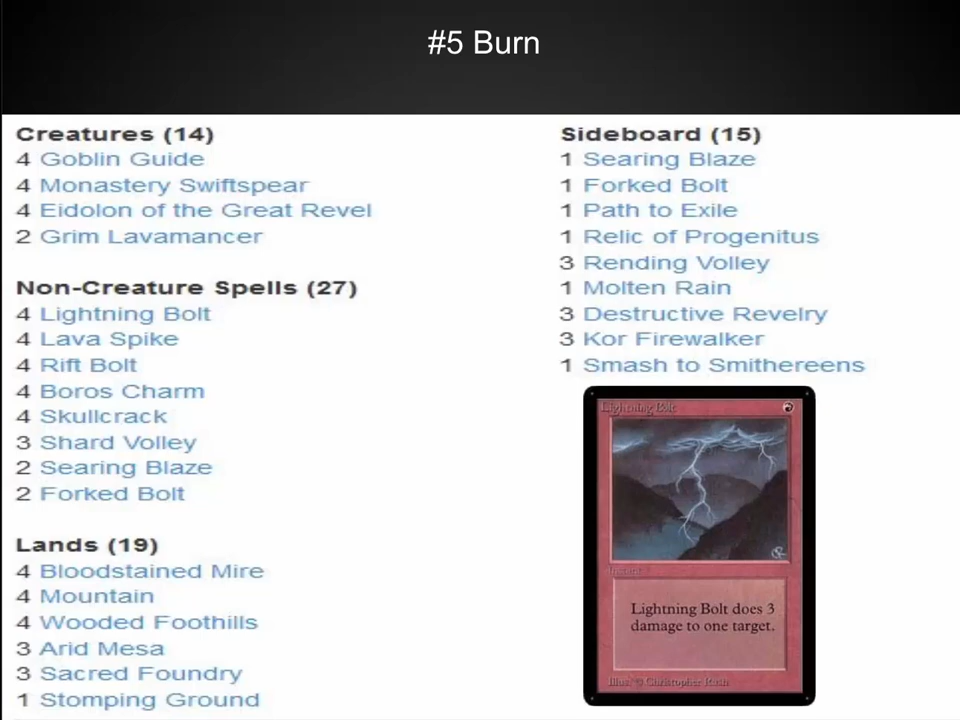 #5 Burn
Creatures (14)
4 Goblin Guide
4 Monastery Swiftspear
4 Eidolon of the Great Revel
2 Grim Lavamancer
Non-Creature Spells (27)
4 Lightning Bolt
4 Lava Spike
4 Rift Bolt
4 Boros Charm
4 Skullcrack
3 Shard Volley
2 Searing Blaze
2 Forked Bolt
Lands (19)
4 Bloodstained Mire
4 Mountain
4 Wooded Foothills
3 Arid Mesa
3 Sacred Foundry
1 Stomping Ground
Sideboard (15)
1 Searing Blaze
1 Forked Bolt
1 Path to Exile
1 Relic of Progenitus
3 Rending Volley
1 Molten Rain
3 Destructive Revelry
3 Kor Firewalker
1 Smash to Smithereens
Lightning Bolt
Instant
Lightning Bolt does 3
damage to one target.
Illus. © Christopher Rush